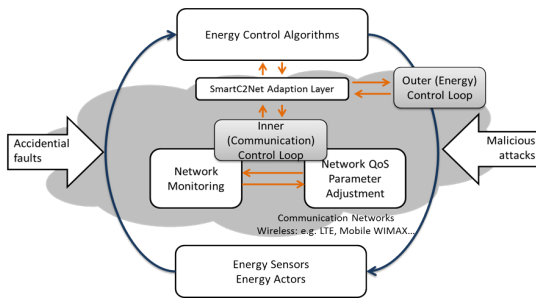 Energy Control Algorithms
SmartC2Net Adaption Layer
Outer (Energy)
Control Loop
Accidential
faults
Inner
(Communication)
Control Loop
Malicious
attacks
Network
Monitoring
Network QoS
Parameter
Adjustment
Communication Networks
Wireless: e.g. LTE, Mobile WIMAX...
Energy Sensors
Energy Actors